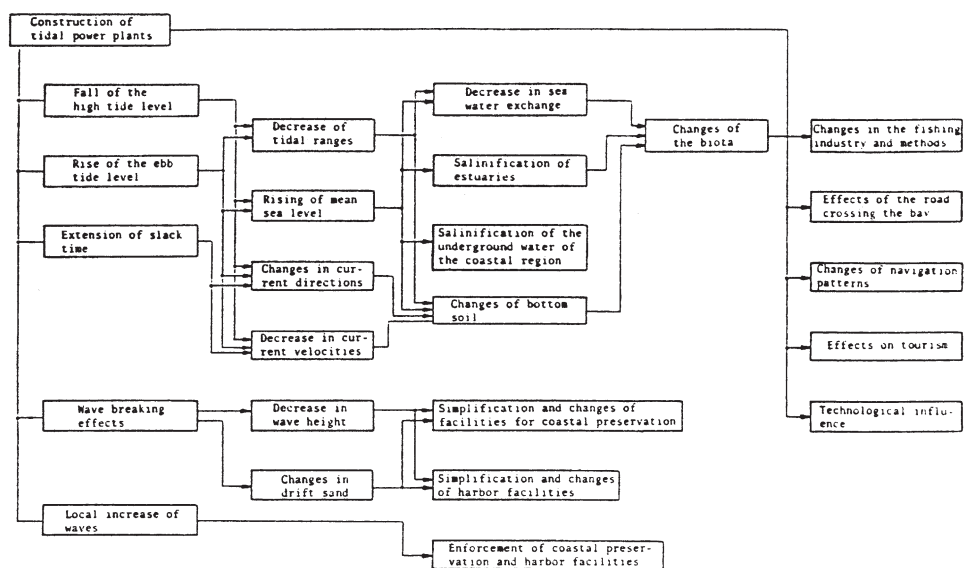 Construction of
tidal power plants
Fall of the
high tide level
Rise of the ebb
tide level
Extension of slack
time
Wave breaking
effects
Local increase of
waves
Decrease of
tidal ranges
Rising of mean
sea level
Changes in cur-
rent directions
Decrease in cur-
rent velocities
Decrease in
wave height
Changes in
drift sand
Decrease in sea
water exchange
Salinification of
estuaries
Salinification of the
underground water of
the coastal region
Changes of bottom
soil
Simplification and changes of
facilities for coastal preservation
Simplification and changes
of harbor facilities
Enforcement of coastal preser-
vation and harbor facilities
Changes of
the biota
Changes in the fishing
industry and methods
Effects of the road
crossing the bay
Changes of navigation
patterns
Effects on tourism
Technological influ-
ence